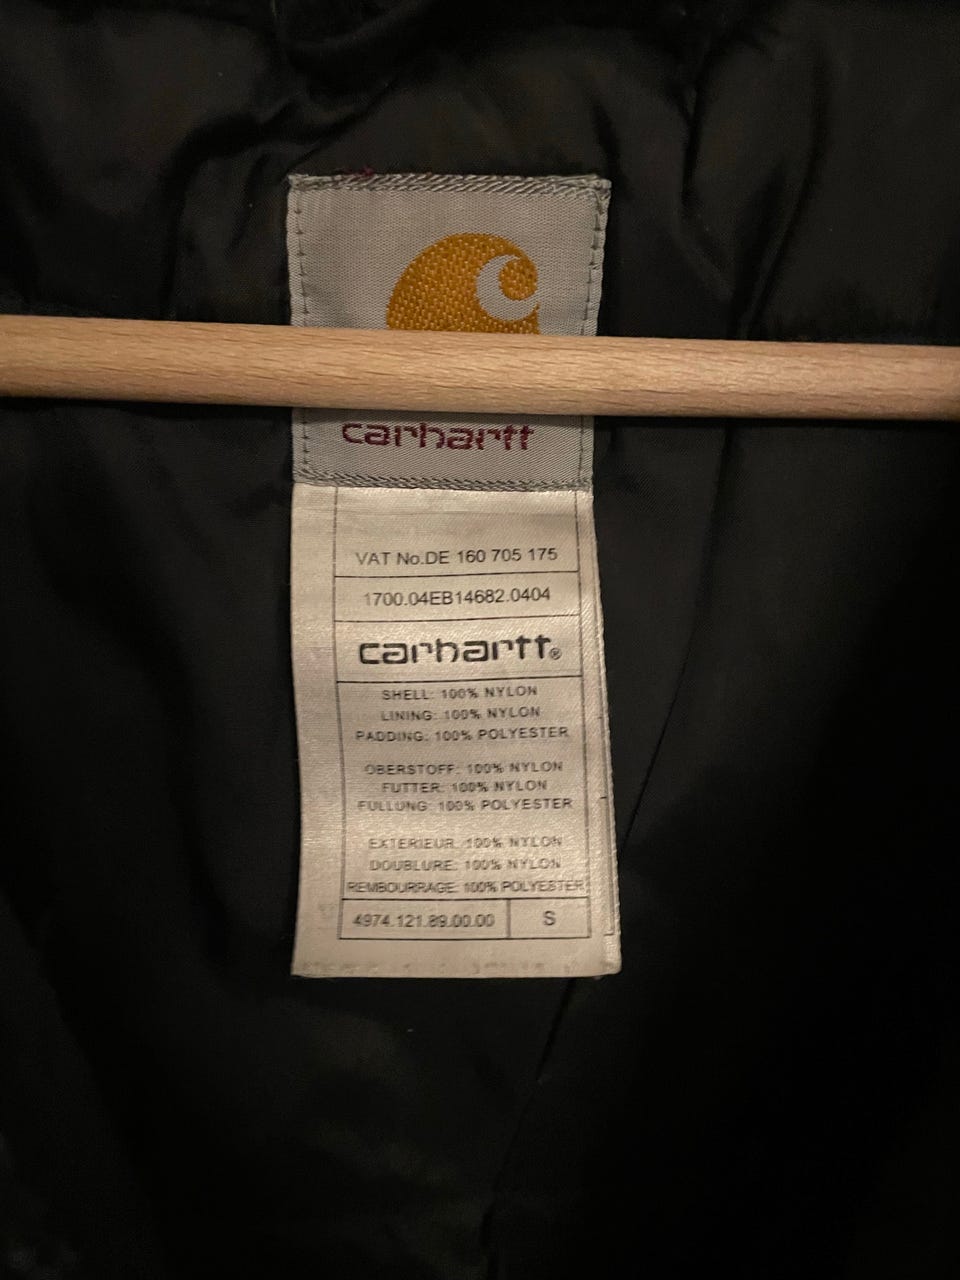 carhartt
VAT No.DE 160 705 175
1700.04EB14682.0404
carhartt®
SHELL: 100% NYLON
LINING: 100% NYLON
PADDING: 100% POLYESTER
OBERSTOFF: 100% NYLON
FUTTER: 100% NYLON
FULLUNG: 100% POLYESTER
EXTERIEUR: 100% NYLON
DOUBLURE: 100% NYLON
REMBOURRAGE: 100% POLYESTER
4974.121.89.00.00 S